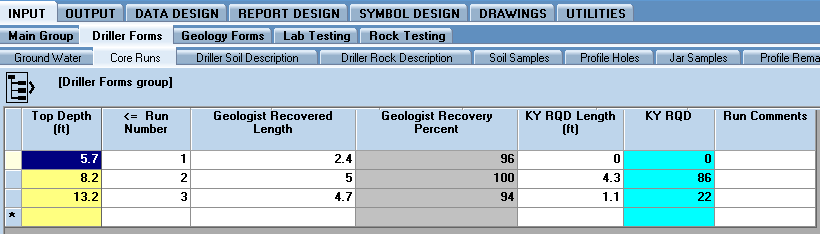 INPUT OUTPUT DATA DESIGN REPORT DESIGN SYMBOL DESIGN DRAWINGS UTILITIES
Main Group Driller Forms Geology Forms Lab Testing Rock Testing
Ground Water Core Runs Driller Soil Description Driller Rock Description Soil Samples Profile Holes Jar Samples Profile Rema
[Driller Forms group]
Top Depth <= Run Geologist Recovered Geologist Recovery KY RQD Length KY RQD Run Comments
(ft) Number Length Percent (ft)
5.7 1 2.4 96 0 0
8.2 2 5 100 4.3 86
13.2 3 4.7 94 1.1 22
*